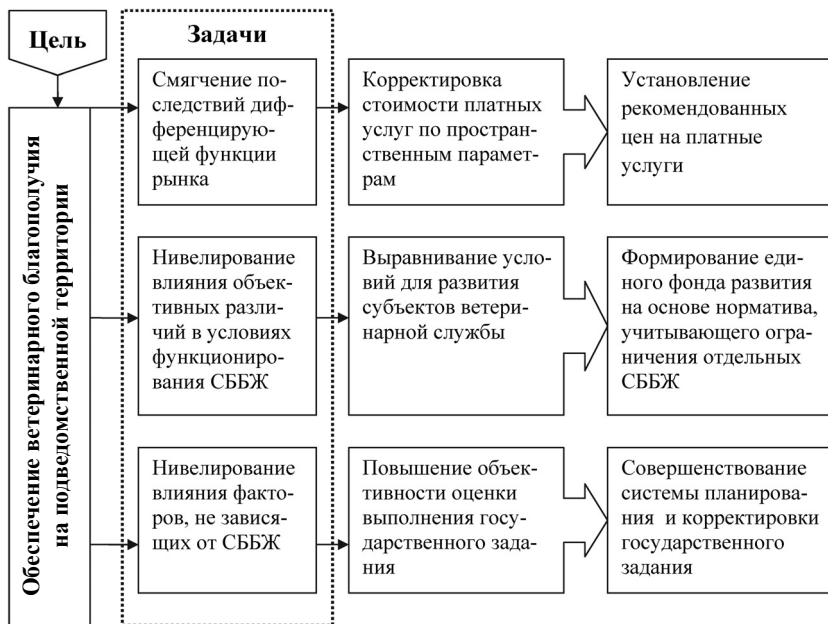 Цель
Задачи
Обеспечение ветеринарного благополучия
на подведомственной территории
Смягчение по-
следствий диф-
ференцирующ-
ей функции
рынка
Корректировка
стоимости платных
услуг по простран-
ственным парамет-
рам
Установление
рекомендованных
цен на платные
услуги
Нивелирование
влияния объек-
тивных разли-
чий в условиях
функциониро-
вания СББЖ
Выравнивание усло-
вий для развития
субъектов ветери-
нарной службы
Формирование еди-
ного фонда развития
на основе норматива,
учитывающего огра-
ничения отдельных
СББЖ
Нивелирование
влияния факто-
ров, не завися-
щих от СББЖ
Повышение объек-
тивности оценки
выполнения госу-
дарственного зада-
ния
Совершенствование
системы планирова-
ния и корректировки
государственного
задания